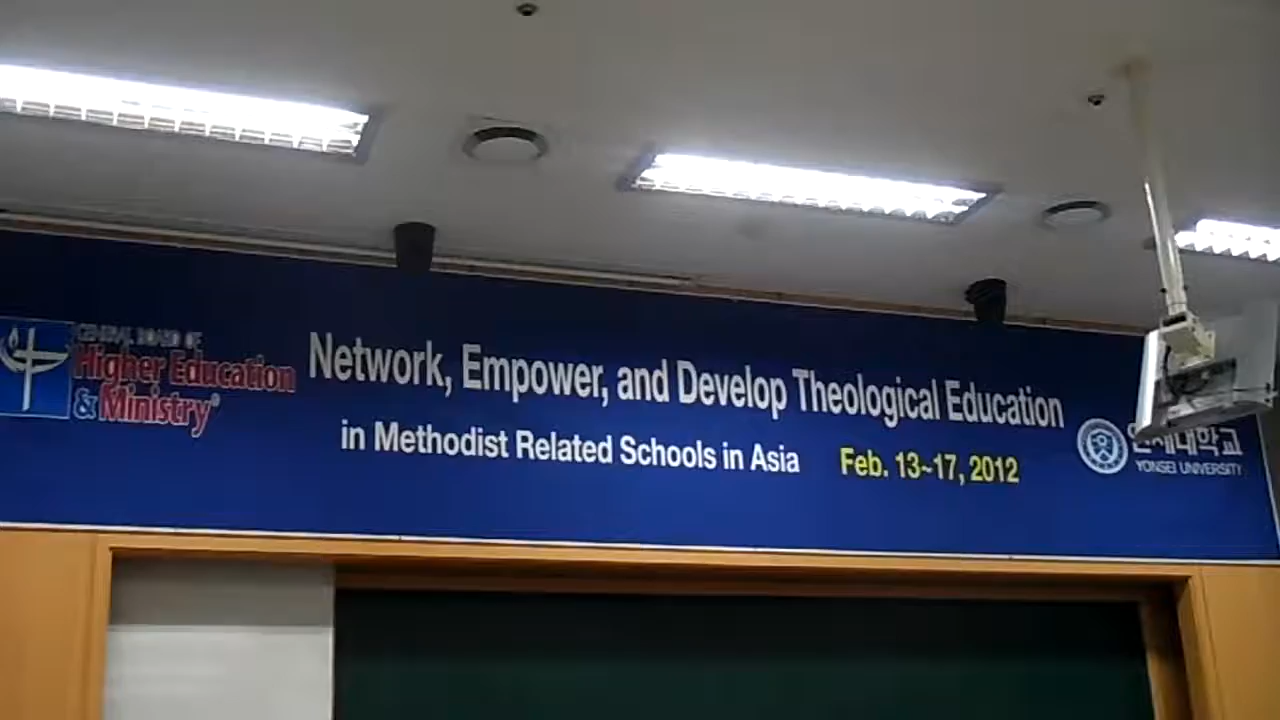 GENERAL BOARD OF
Higher Education
& Ministry®
Network, Empower, and Develop Theological Education
in Methodist Related Schools in Asia Feb. 13~17, 2012
연세대학교
YONSEI UNIVERSITY